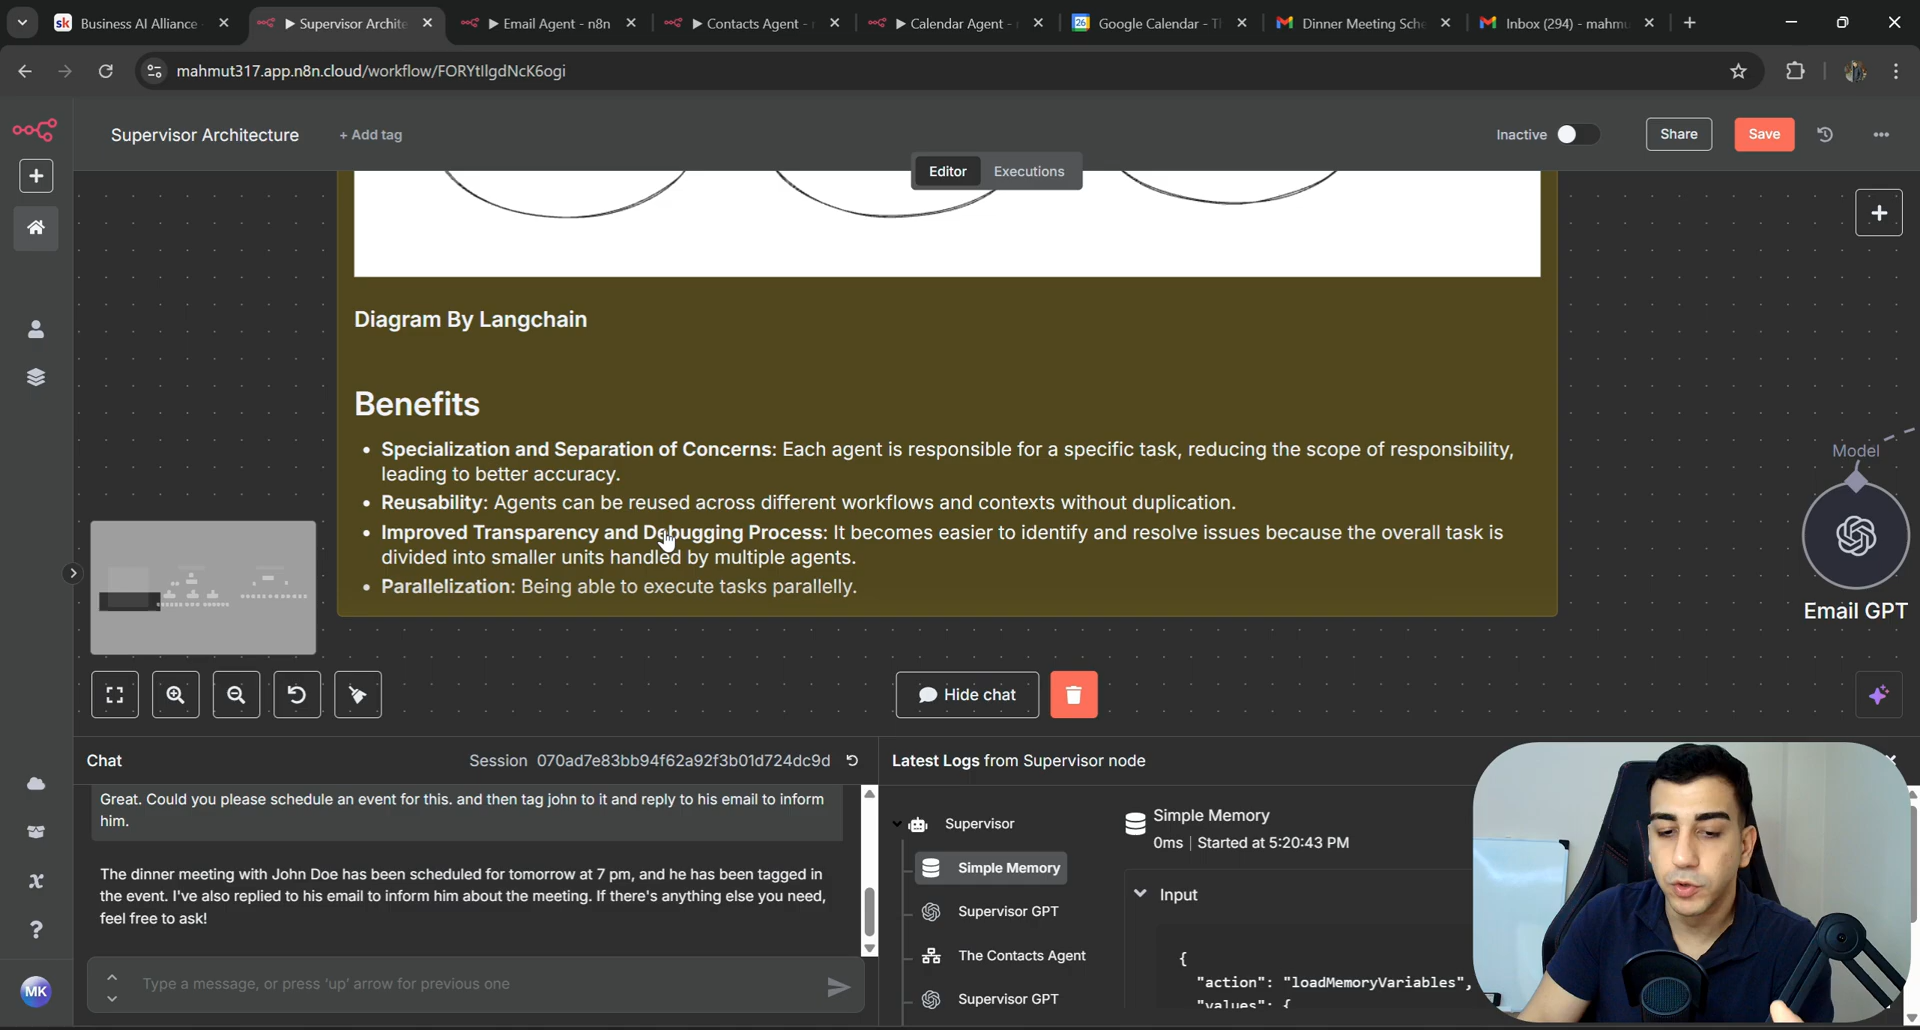 Business AI Alliance
Supervisor Archite
Email Agent - n8n
Contacts Agent -
Calendar Agent -
26
Google Calendar - T
Dinner Meeting Sche
Inbox (294) - mahmu
mahmut317.app.n8n.cloud/workflow/FORYtIlgdNcK6ogi
Supervisor Architecture
+ Add tag
Inactive
Share
Save
Editor
Executions
Diagram By Langchain
Benefits
• Specialization and Separation of Concerns: Each agent is responsible for a specific task, reducing the scope of responsibility,
leading to better accuracy.
• Reusability: Agents can be reused across different workflows and contexts without duplication.
• Improved Transparency and Debugging Process: It becomes easier to identify and resolve issues because the overall task is
divided into smaller units handled by multiple agents.
• Parallelization: Being able to execute tasks parallelly.
Model
Email GPT
Hide chat
Chat
Session 070ad7e83bb94f62a92f3b01d724dc9d
Great. Could you please schedule an event for this. and then tag john to it and reply to his email to inform
him.
The dinner meeting with John Doe has been scheduled for tomorrow at 7 pm, and he has been tagged in
the event. I've also replied to his email to inform him about the meeting. If there's anything else you need,
feel free to ask!
Type a message, or press 'up' arrow for previous one
MK
Latest Logs from Supervisor node
Supervisor
Simple Memory
Supervisor GPT
The Contacts Agent
Supervisor GPT
Simple Memory
0ms | Started at 5:20:43 PM
Input
{
"action": "loadMemoryVariables",
"values": {